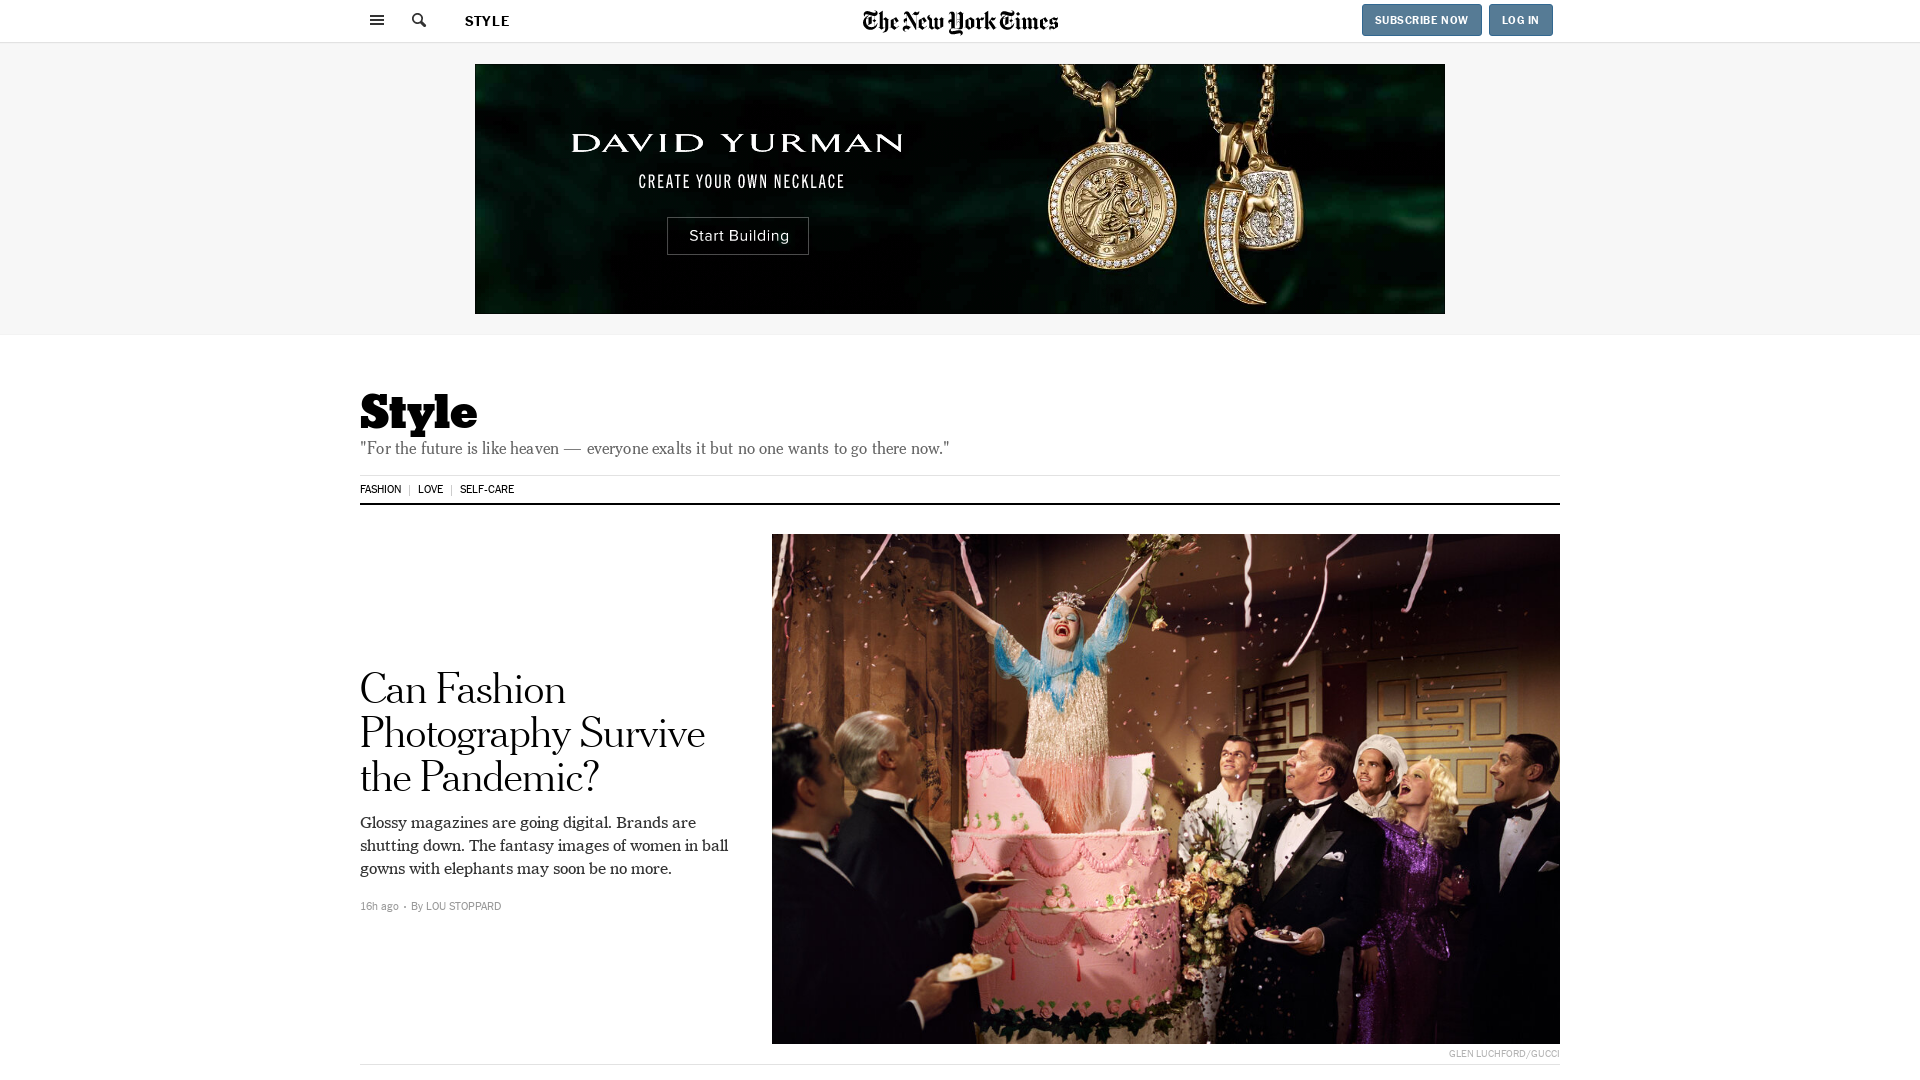 STYLE
The New York Times
SUBSCRIBE NOW
LOG IN
DAVID YURMAN
CREATE YOUR OWN NECKLACE
Start Building
Style
"For the future is like heaven — everyone exalts it but no one wants to go there now."
FASHION | LOVE | SELF-CARE
Can Fashion
Photography Survive
the Pandemic?
Glossy magazines are going digital. Brands are
shutting down. The fantasy images of women in ball
gowns with elephants may soon be no more.
16h ago • By LOU STOPPARD
GLEN LUCHFORD/GUCCI